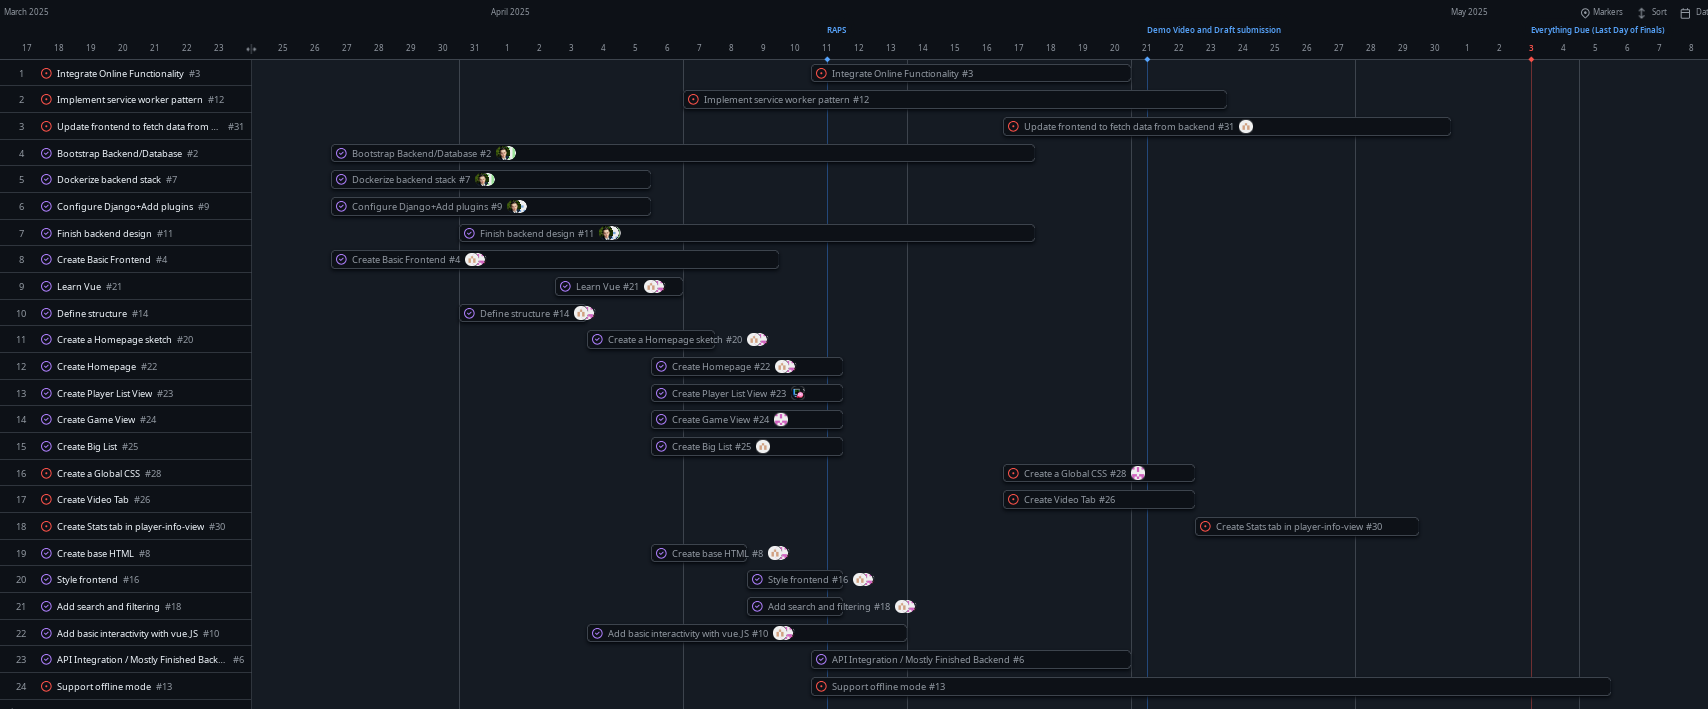 March 2025 April 2025 May 2025 Markers Sort Dat
RAPS Demo Video and Draft submission Everything Due (Last Day of Finals)
17 18 19 20 21 22 23 25 26 27 28 29 30 31 1 2 3 4 5 6 7 8 9 10 11 12 13 14 15 16 17 18 19 20 21 22 23 24 25 26 27 28 29 30 1 2 3 4 5 6 7 8
1 Integrate Online Functionality #3 Integrate Online Functionality #3
2 Implement service worker pattern #12 Implement service worker pattern #12
3 Update frontend to fetch data from ... #31 Update frontend to fetch data from backend #31
4 Bootstrap Backend/Database #2 Bootstrap Backend/Database #2
5 Dockerize backend stack #7 Dockerize backend stack #7
6 Configure Django+Add plugins #9 Configure Django+Add plugins #9
7 Finish backend design #11 Finish backend design #11
8 Create Basic Frontend #4 Create Basic Frontend #4
9 Learn Vue #21 Learn Vue #21
10 Define structure #14 Define structure #14
11 Create a Homepage sketch #20 Create a Homepage sketch #20
12 Create Homepage #22 Create Homepage #22
13 Create Player List View #23 Create Player List View #23
14 Create Game View #24 Create Game View #24
15 Create Big List #25 Create Big List #25
16 Create a Global CSS #28 Create a Global CSS #28
17 Create Video Tab #26 Create Video Tab #26
18 Create Stats tab in player-info-view #30 Create Stats tab in player-info-view #30
19 Create base HTML #8 Create base HTML #8
20 Style frontend #16 Style frontend #16
21 Add search and filtering #18 Add search and filtering #18
22 Add basic interactivity with vue.JS #10 Add basic interactivity with vue.JS #10
23 API Integration / Mostly Finished Back... #6 API Integration / Mostly Finished Backend #6
24 Support offline mode #13 Support offline mode #13